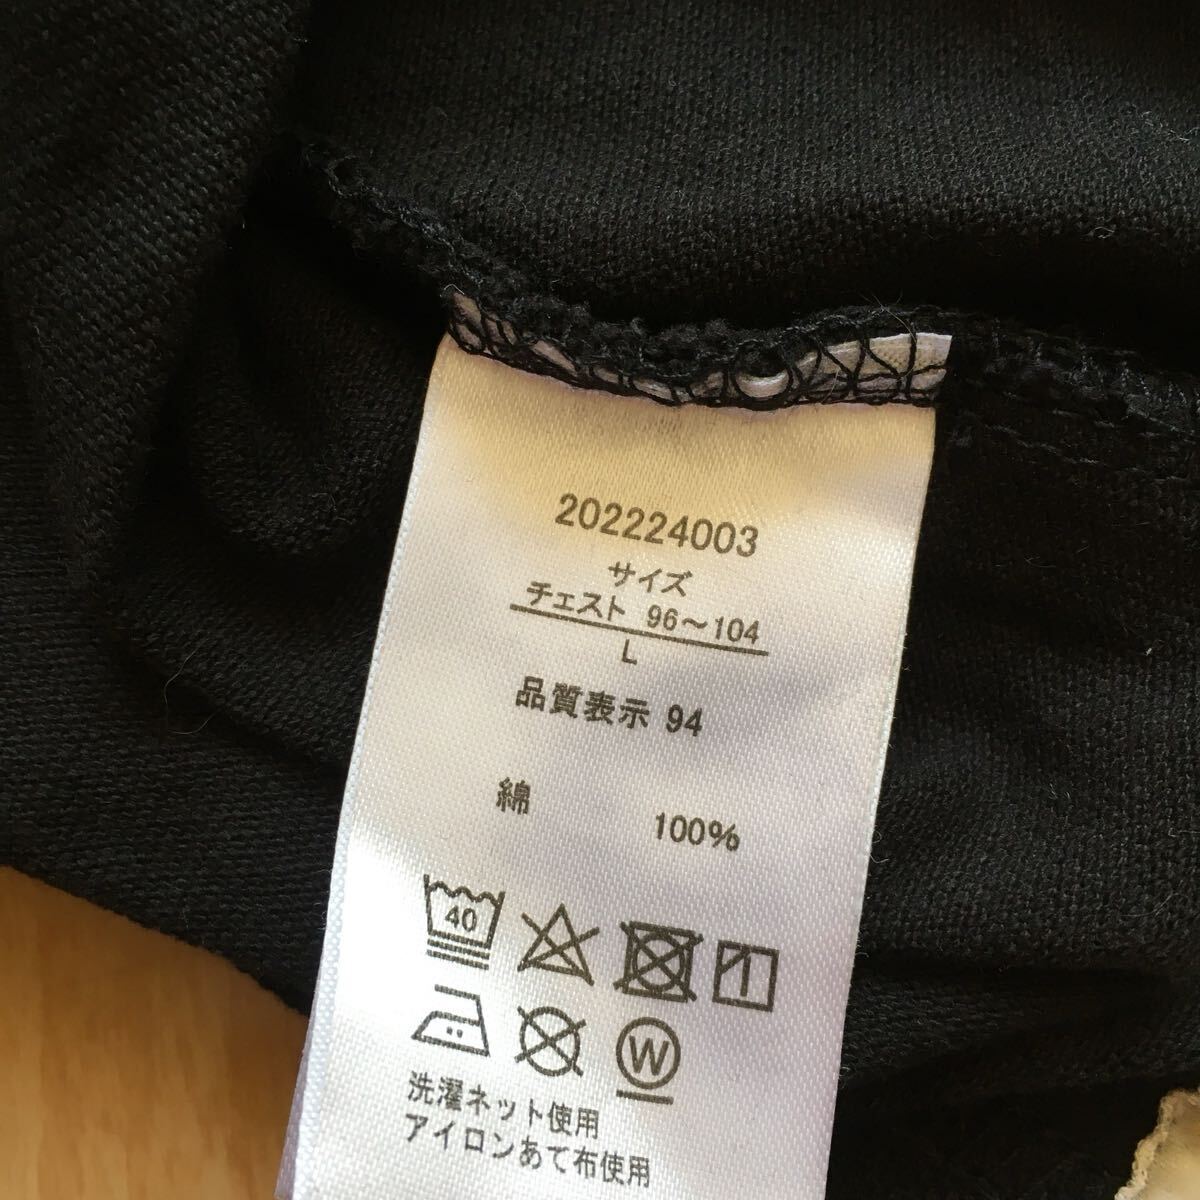 202224003
サイズ
チェスト 96～104
L
品質表示 94
綿 100%
40
W
洗濯ネット使用
アイロンあて布使用